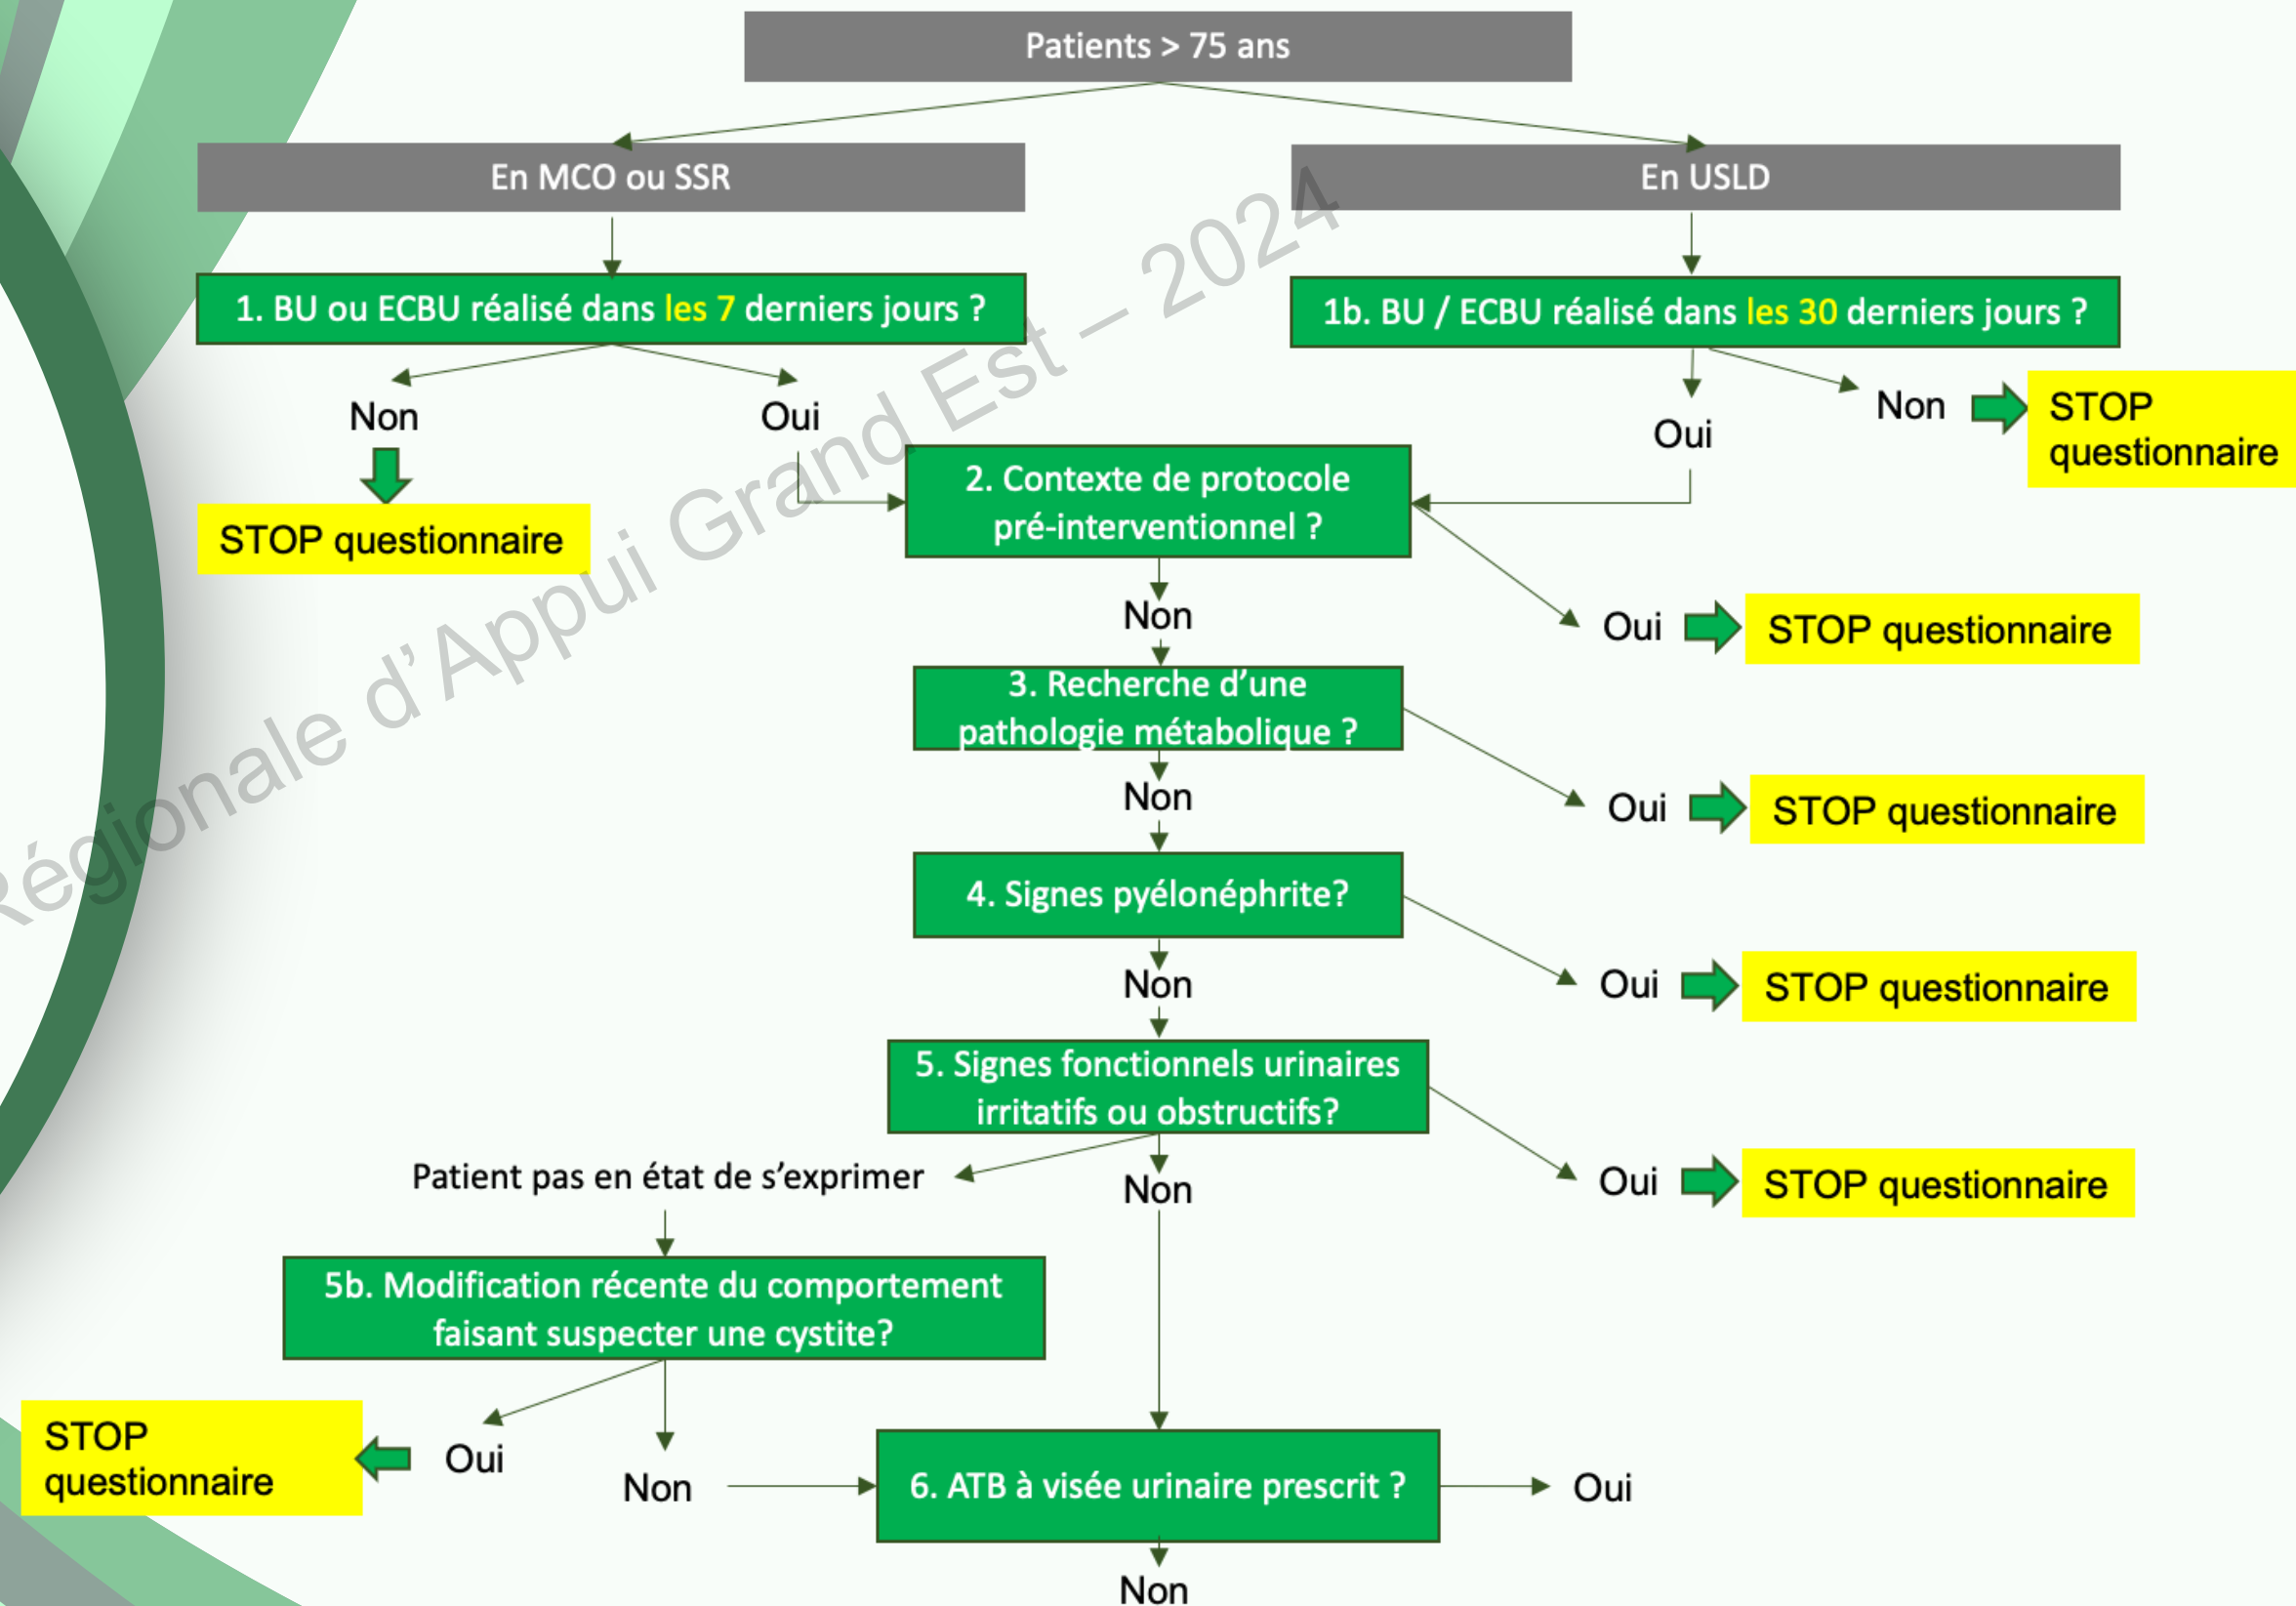 Patients > 75 ans
En MCO ou SSR
En USLD
1. BU ou ECBU réalisé dans les 7 derniers jours ?
1b. BU / ECBU réalisé dans les 30 derniers jours ?
Non
Oui
Oui
Non
STOP
questionnaire
STOP questionnaire
2. Contexte de protocole
pré-interventionnel ?
Non
Oui
STOP questionnaire
3. Recherche d’une
pathologie métabolique ?
Non
Oui
STOP questionnaire
4. Signes pyélonéphrite?
Non
Oui
STOP questionnaire
5. Signes fonctionnels urinaires
irritatifs ou obstructifs?
Patient pas en état de s’exprimer
Non
Oui
STOP questionnaire
5b. Modification récente du comportement
faisant suspecter une cystite?
STOP
questionnaire
Oui
Non
6. ATB à visée urinaire prescrit ?
Oui
Non
Régionale d’Appui Grand Est – 2024